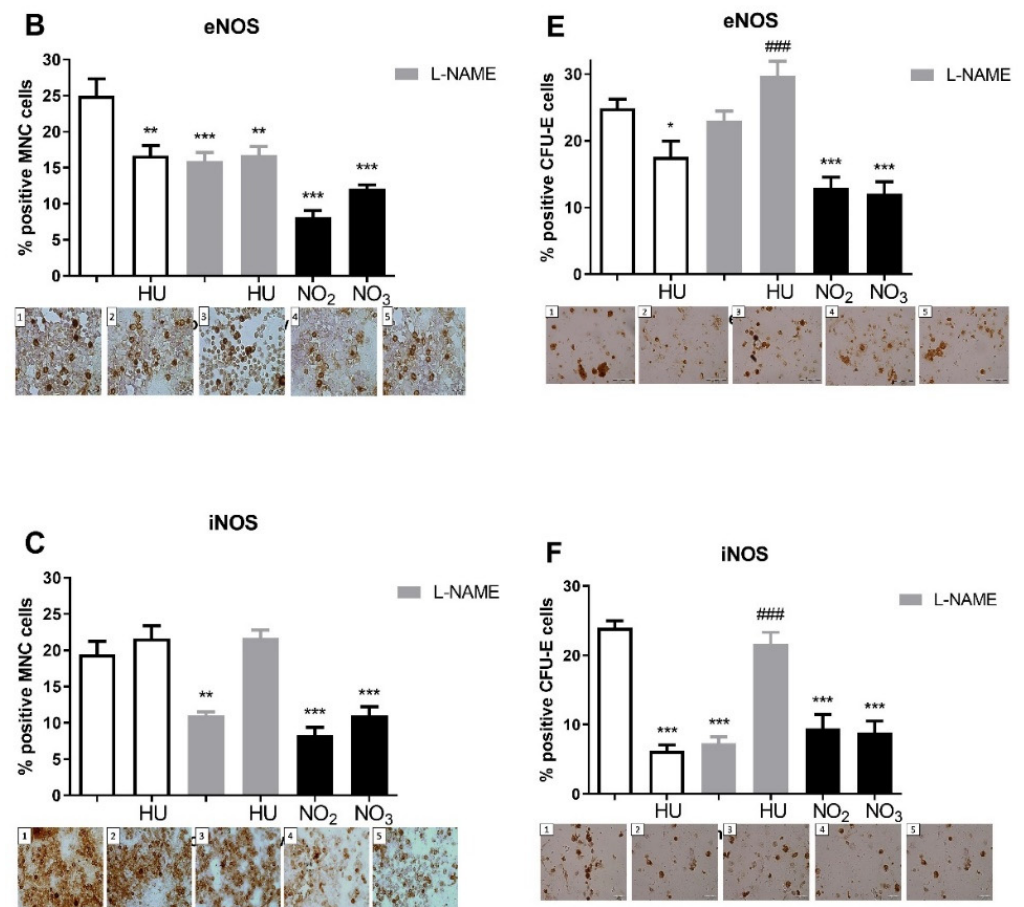 B
eNOS
L-NAME
% positive MNC cells
30
25
20
15
10
5
0
**
***
**
***
***
HU
HU
NO2
NO3
1
2
3
4
5
E
eNOS
L-NAME
% positive CFU-E cells
30
20
10
0
*
###
***
***
HU
HU
NO2
NO3
1
2
3
4
5
C
iNOS
L-NAME
% positive MNC cells
30
25
20
15
10
5
0
**
***
***
HU
HU
NO2
NO3
1
2
3
4
5
F
iNOS
L-NAME
% positive CFU-E cells
30
20
10
0
***
***
###
***
***
HU
HU
NO2
NO3
1
2
3
4
5